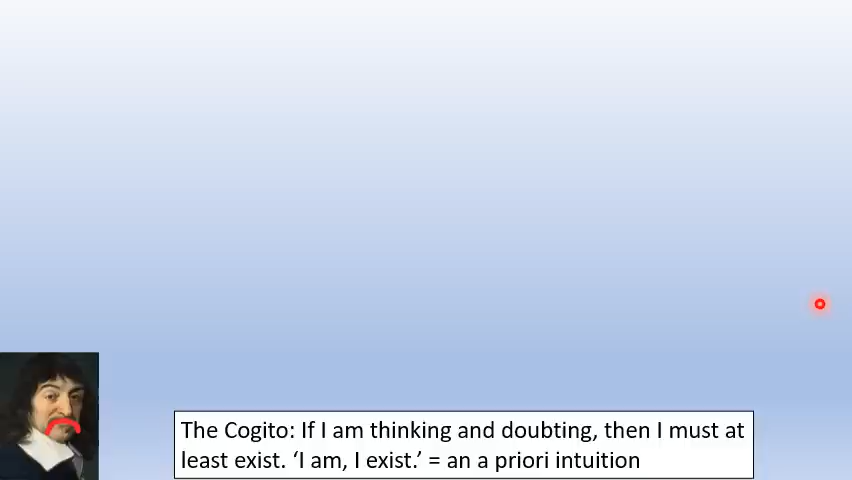 The Cogito: If I am thinking and doubting, then I must at
least exist. ‘I am, I exist.’ = an a priori intuition